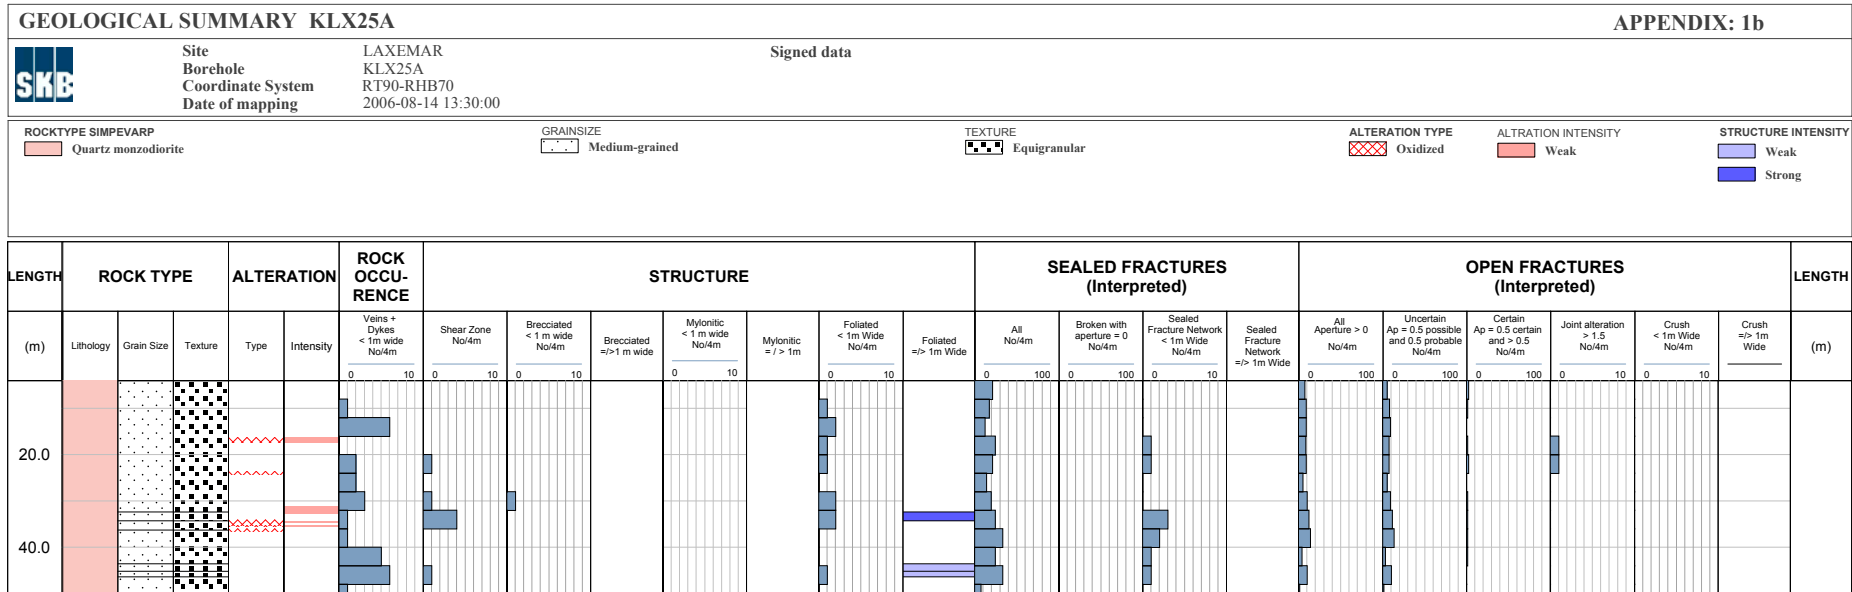 GEOLOGICAL SUMMARY KLX25A
APPENDIX: 1b
SKB
Site LAXEMAR
Signed data
Borehole KLX25A
Coordinate System RT90-RHB70
Date of mapping 2006-08-14 13:30:00
ROCKTYPE SIMPEVARP
Quartz monzodiorite
GRAINSIZE
Medium-grained
TEXTURE
Equigranular
ALTERATION TYPE
Oxidized
ALTRATION INTENSITY
Weak
STRUCTURE INTENSITY
Weak
Strong
LENGTH
ROCK TYPE
ALTERATION
ROCK
OCCU-
RENCE
STRUCTURE
SEALED FRACTURES
(Interpreted)
OPEN FRACTURES
(Interpreted)
LENGTH
(m)
Lithology
Grain Size
Texture
Type
Intensity
Veins +
Dykes
< 1m wide
No/4m
0 10
Shear Zone
No/4m
0 10
Brecciated
< 1 m wide
No/4m
0 10
Brecciated
=/>1 m wide
Mylonitic
< 1 m wide
No/4m
0 10
Mylonitic
= / > 1m
Foliated
< 1m Wide
No/4m
0 10
Foliated
=/> 1m Wide
All
No/4m
0 100
Broken with
aperture = 0
No/4m
0 100
Sealed
Fracture Network
< 1m Wide
No/4m
0 10
Sealed
Fracture
Network
=/> 1m Wide
All
Aperture > 0
No/4m
0 100
Uncertain
Ap = 0.5 possible
and 0.5 probable
No/4m
0 100
Certain
Ap = 0.5 certain
and > 0.5
No/4m
0 100
Joint alteration
> 1.5
No/4m
0 10
Crush
< 1m Wide
No/4m
0 10
Crush
=/> 1m
Wide
(m)
20.0
40.0